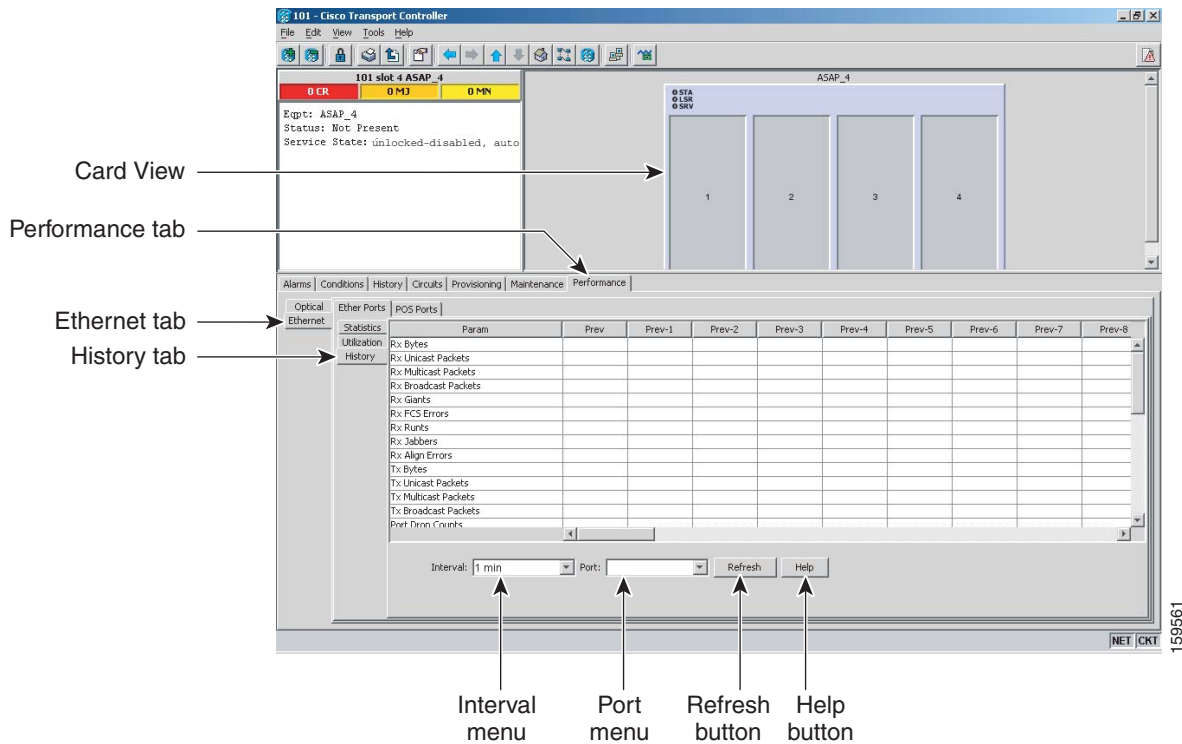 101 - Cisco Transport Controller
File Edit View Tools Help
101 slot 4 ASAP_4
0 CR 0 MJ 0 MN
Eqpt: ASAP_4
Status: Not Present
Service State: unlocked-disabled, auto
ASAP_4
STA
LSR
SRV
1 2 3 4
Card View
Performance tab
Alarms Conditions History Circuits Provisioning Maintenance Performance
Optical
Ethernet
Ether Ports POS Ports
Ethernet tab
History tab
Statistics
Utilization
History
Param Prev Prev-1 Prev-2 Prev-3 Prev-4 Prev-5 Prev-6 Prev-7 Prev-8
Rx Bytes
Rx Unicast Packets
Rx Multicast Packets
Rx Broadcast Packets
Rx Giants
Rx FCS Errors
Rx Runts
Rx Jabbers
Rx Align Errors
Tx Bytes
Tx Unicast Packets
Tx Multicast Packets
Tx Broadcast Packets
Port Drop Counts
Interval: 1 min Port: Refresh Help
NET CKT
159561
Interval menu
Port menu
Refresh button
Help button